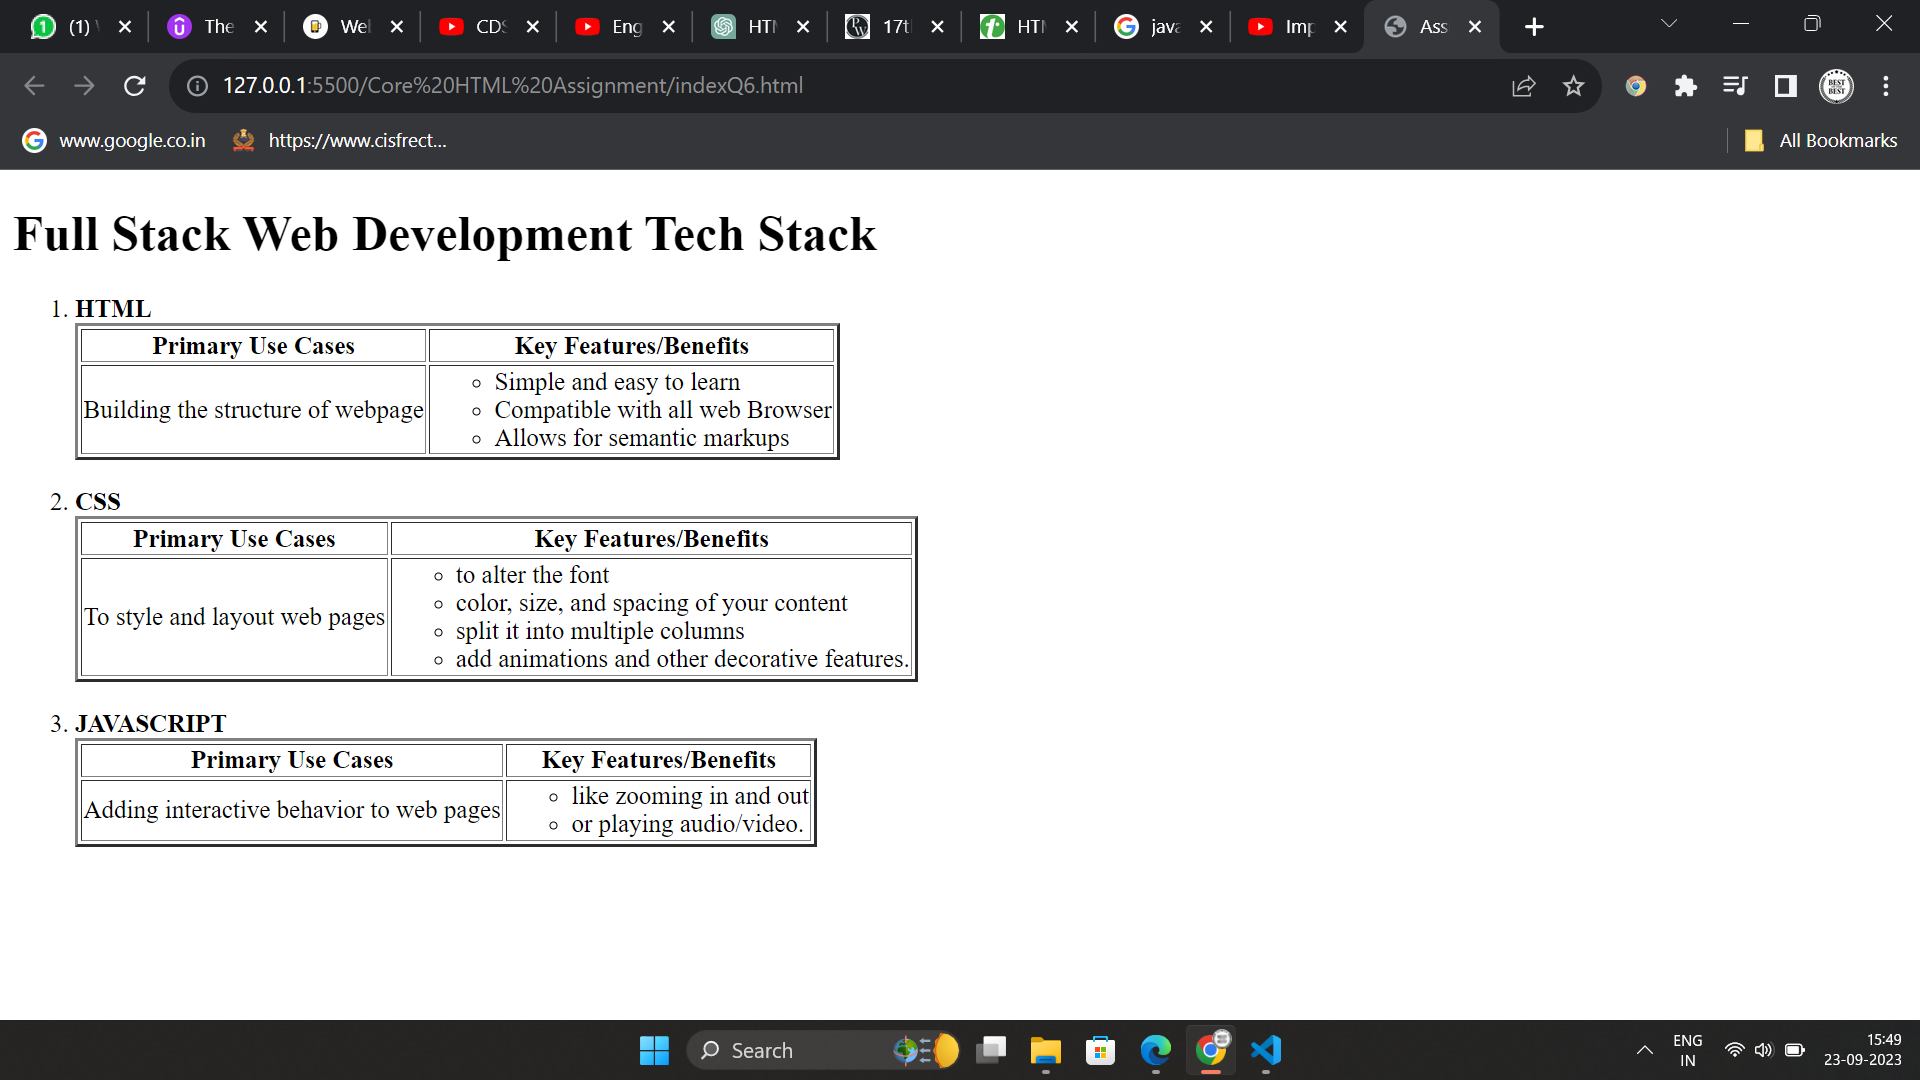 (1)
The
Wel
CDS
Eng
HTM
17t
HTM
java
Imp
Ass
127.0.0.1:5500/Core%20HTML%20Assignment/indexQ6.html
www.google.co.in https://www.cisfrect... All Bookmarks
Full Stack Web Development Tech Stack
1. HTML
Primary Use Cases Key Features/Benefits
Building the structure of webpage
Simple and easy to learn
Compatible with all web Browser
Allows for semantic markups
2. CSS
Primary Use Cases Key Features/Benefits
To style and layout web pages
to alter the font
color, size, and spacing of your content
split it into multiple columns
add animations and other decorative features.
3. JAVASCRIPT
Primary Use Cases Key Features/Benefits
Adding interactive behavior to web pages
like zooming in and out
or playing audio/video.
Search
ENG
IN
15:49
23-09-2023